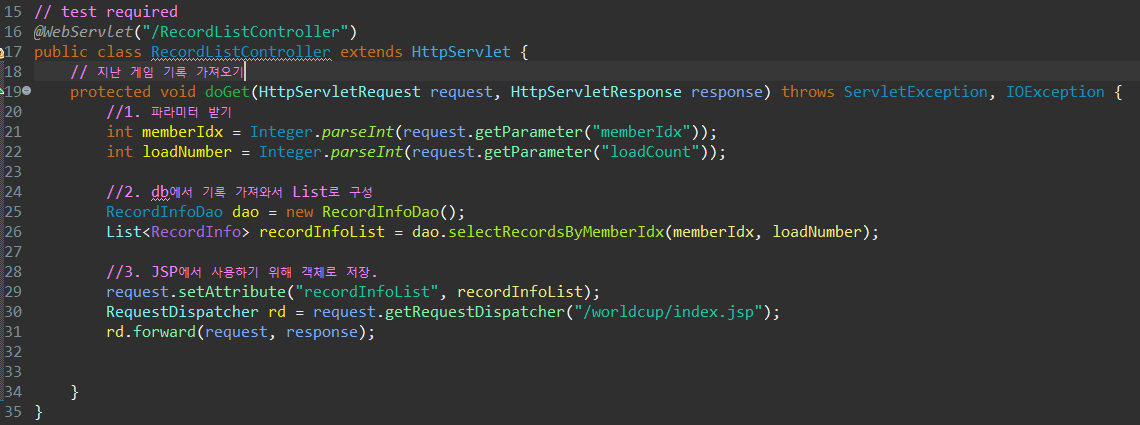 15 // test required
16 @WebServlet("/RecordListController")
17 public class RecordListController extends HttpServlet {
18     // 지난 게임 기록 가져오기
19     protected void doGet(HttpServletRequest request, HttpServletResponse response) throws ServletException, IOException {
20         //1. 파라미터 받기
21         int memberIdx = Integer.parseInt(request.getParameter("memberIdx"));
22         int loadNumber = Integer.parseInt(request.getParameter("loadCount"));
23
24         //2. db에서 기록 가져와서 List로 구성
25         RecordInfoDao dao = new RecordInfoDao();
26         List<RecordInfo> recordInfoList = dao.selectRecordsByMemberIdx(memberIdx, loadNumber);
27
28         //3. JSP에서 사용하기 위해 객체로 저장.
29         request.setAttribute("recordInfoList", recordInfoList);
30         RequestDispatcher rd = request.getRequestDispatcher("/worldcup/index.jsp");
31         rd.forward(request, response);
32
33
34     }
35 }